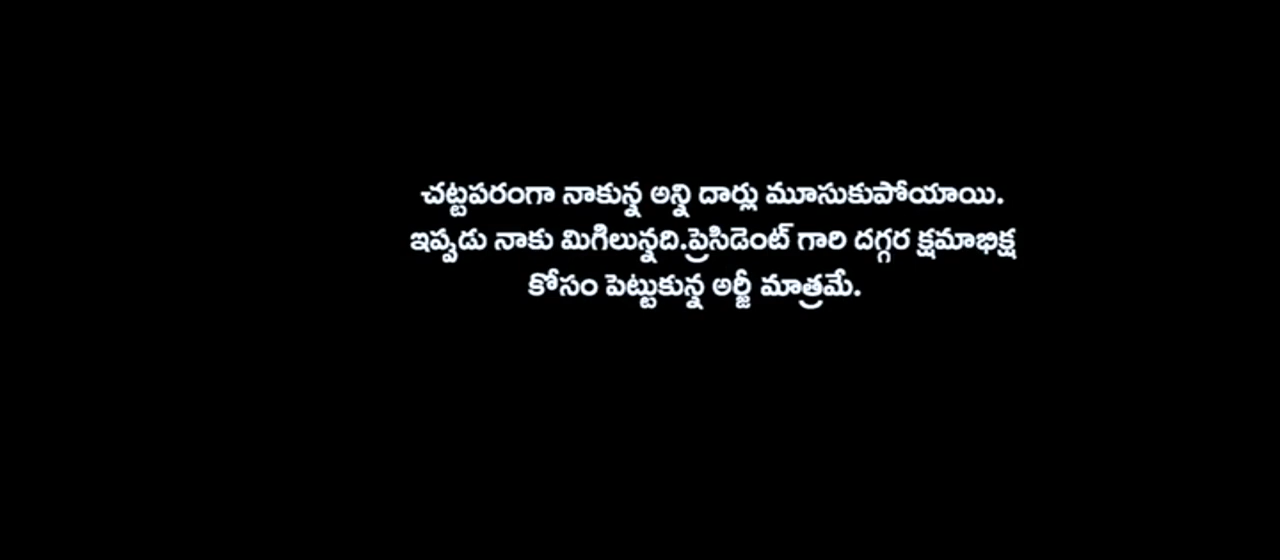 చట్టపరంగా నాకున్న అన్ని దార్లు మూసుకుపోయాయి.
ఇప్పడు నాకు మిగిలున్నది.ప్రెసిడెంట్ గారి దగ్గర క్షమాభిక్ష
కోసం పెట్టుకున్న అర్జీ మాత్రమే.